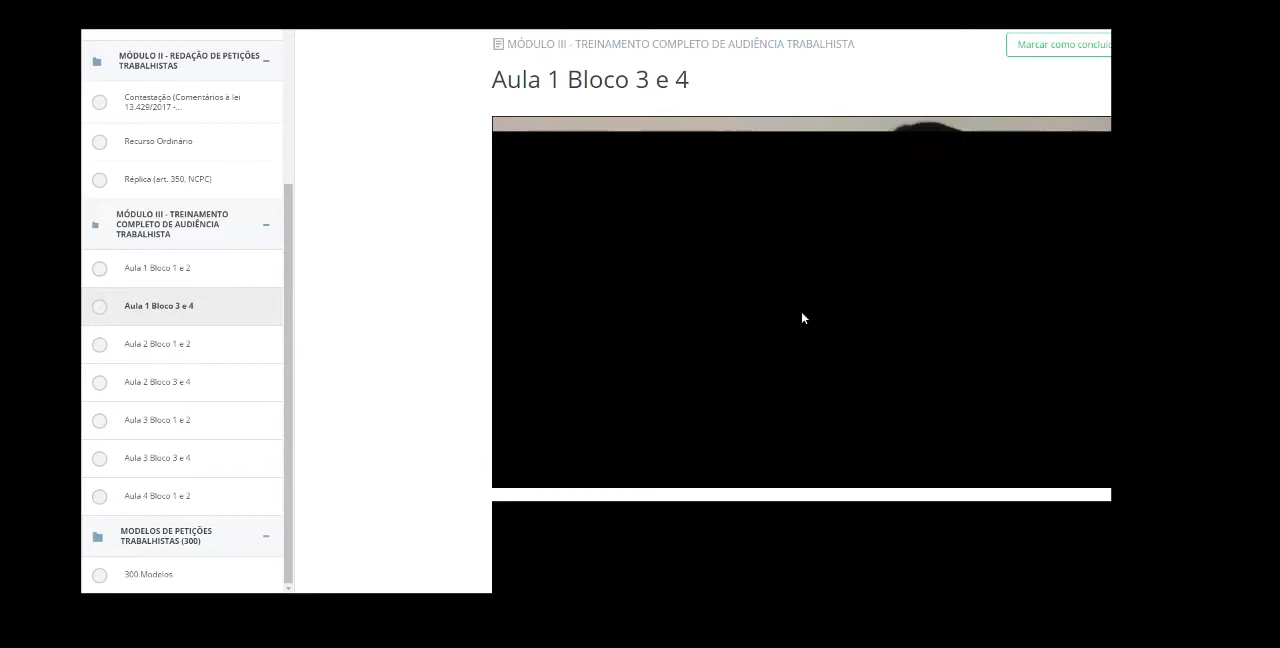 MÓDULO II - REDAÇÃO DE PETIÇÕES
TRABALHISTAS
Contestação (Comentários à lei
13.429/2017 -...
Recurso Ordinário
Réplica (art. 350, NCPC)
MÓDULO III - TREINAMENTO
COMPLETO DE AUDIÊNCIA
TRABALHISTA
Aula 1 Bloco 1 e 2
Aula 1 Bloco 3 e 4
Aula 2 Bloco 1 e 2
Aula 2 Bloco 3 e 4
Aula 3 Bloco 1 e 2
Aula 3 Bloco 3 e 4
Aula 4 Bloco 1 e 2
MODELOS DE PETIÇÕES
TRABALHISTAS (300)
300 Modelos
MÓDULO III - TREINAMENTO COMPLETO DE AUDIÊNCIA TRABALHISTA
Marcar como concluíd
Aula 1 Bloco 3 e 4